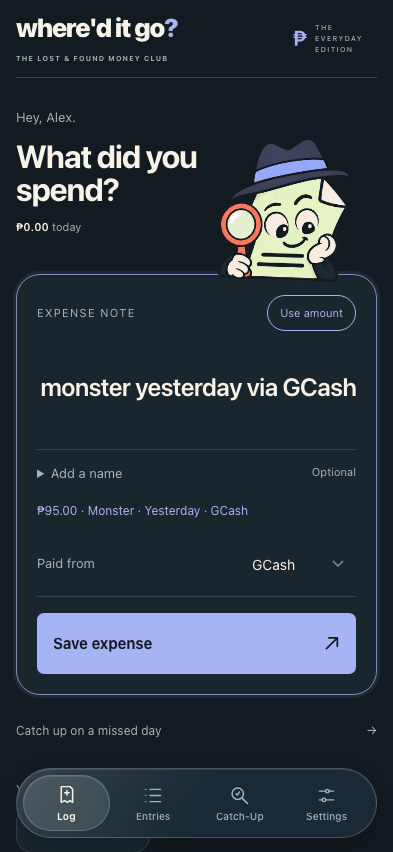 where'd it go?
THE LOST & FOUND MONEY CLUB
₱
THE
EVERYDAY
EDITION
Hey, Alex.
What did you
spend?
₱0.00 today
EXPENSE NOTE
Use amount
monster yesterday via GCash
Add a name
Optional
₱95.00 · Monster · Yesterday · GCash
Paid from
GCash
Save expense
Catch up on a missed day
Log
Entries
Catch-Up
Settings